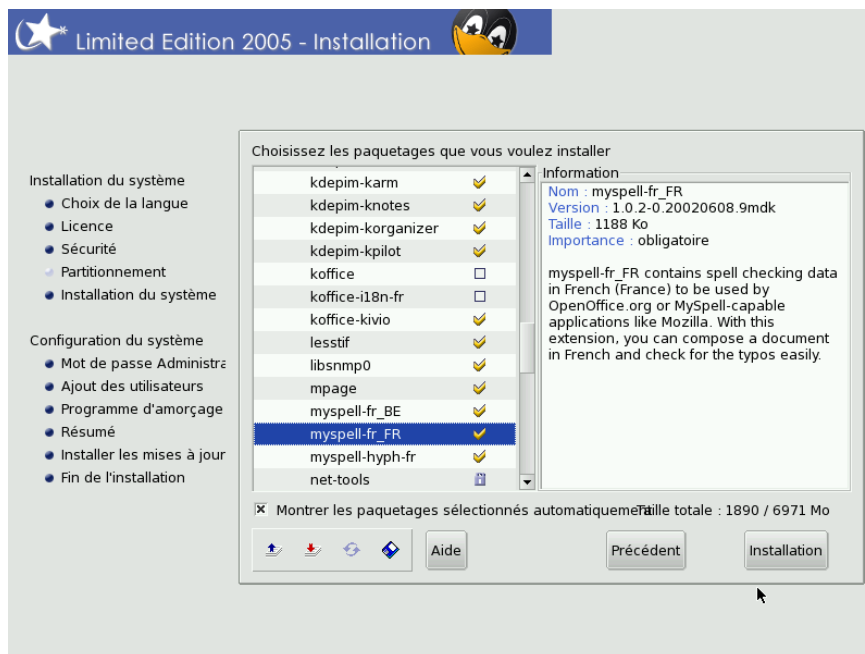 Limited Edition 2005 - Installation
Installation du système
Choix de la langue
Licence
Sécurité
Partitionnement
Installation du système
Configuration du système
Mot de passe Administra
Ajout des utilisateurs
Programme d'amorçage
Résumé
Installer les mises à jour
Fin de l'installation
Choisissez les paquetages que vous voulez installer
kdepim-karm
kdepim-knotes
kdepim-korganizer
kdepim-kpilot
koffice
koffice-i18n-fr
koffice-kivio
lesstif
libsnmp0
mpage
myspell-fr_BE
myspell-fr_FR
myspell-hyph-fr
net-tools
Information
Nom : myspell-fr_FR
Version : 1.0.2-0.20020608.9mdk
Taille : 1188 Ko
Importance : obligatoire
myspell-fr_FR contains spell checking data
in French (France) to be used by
OpenOffice.org or MySpell-capable
applications like Mozilla. With this
extension, you can compose a document
in French and check for the typos easily.
Montrer les paquetages sélectionnés automatiquement
Taille totale : 1890 / 6971 Mo
Aide
Précédent
Installation